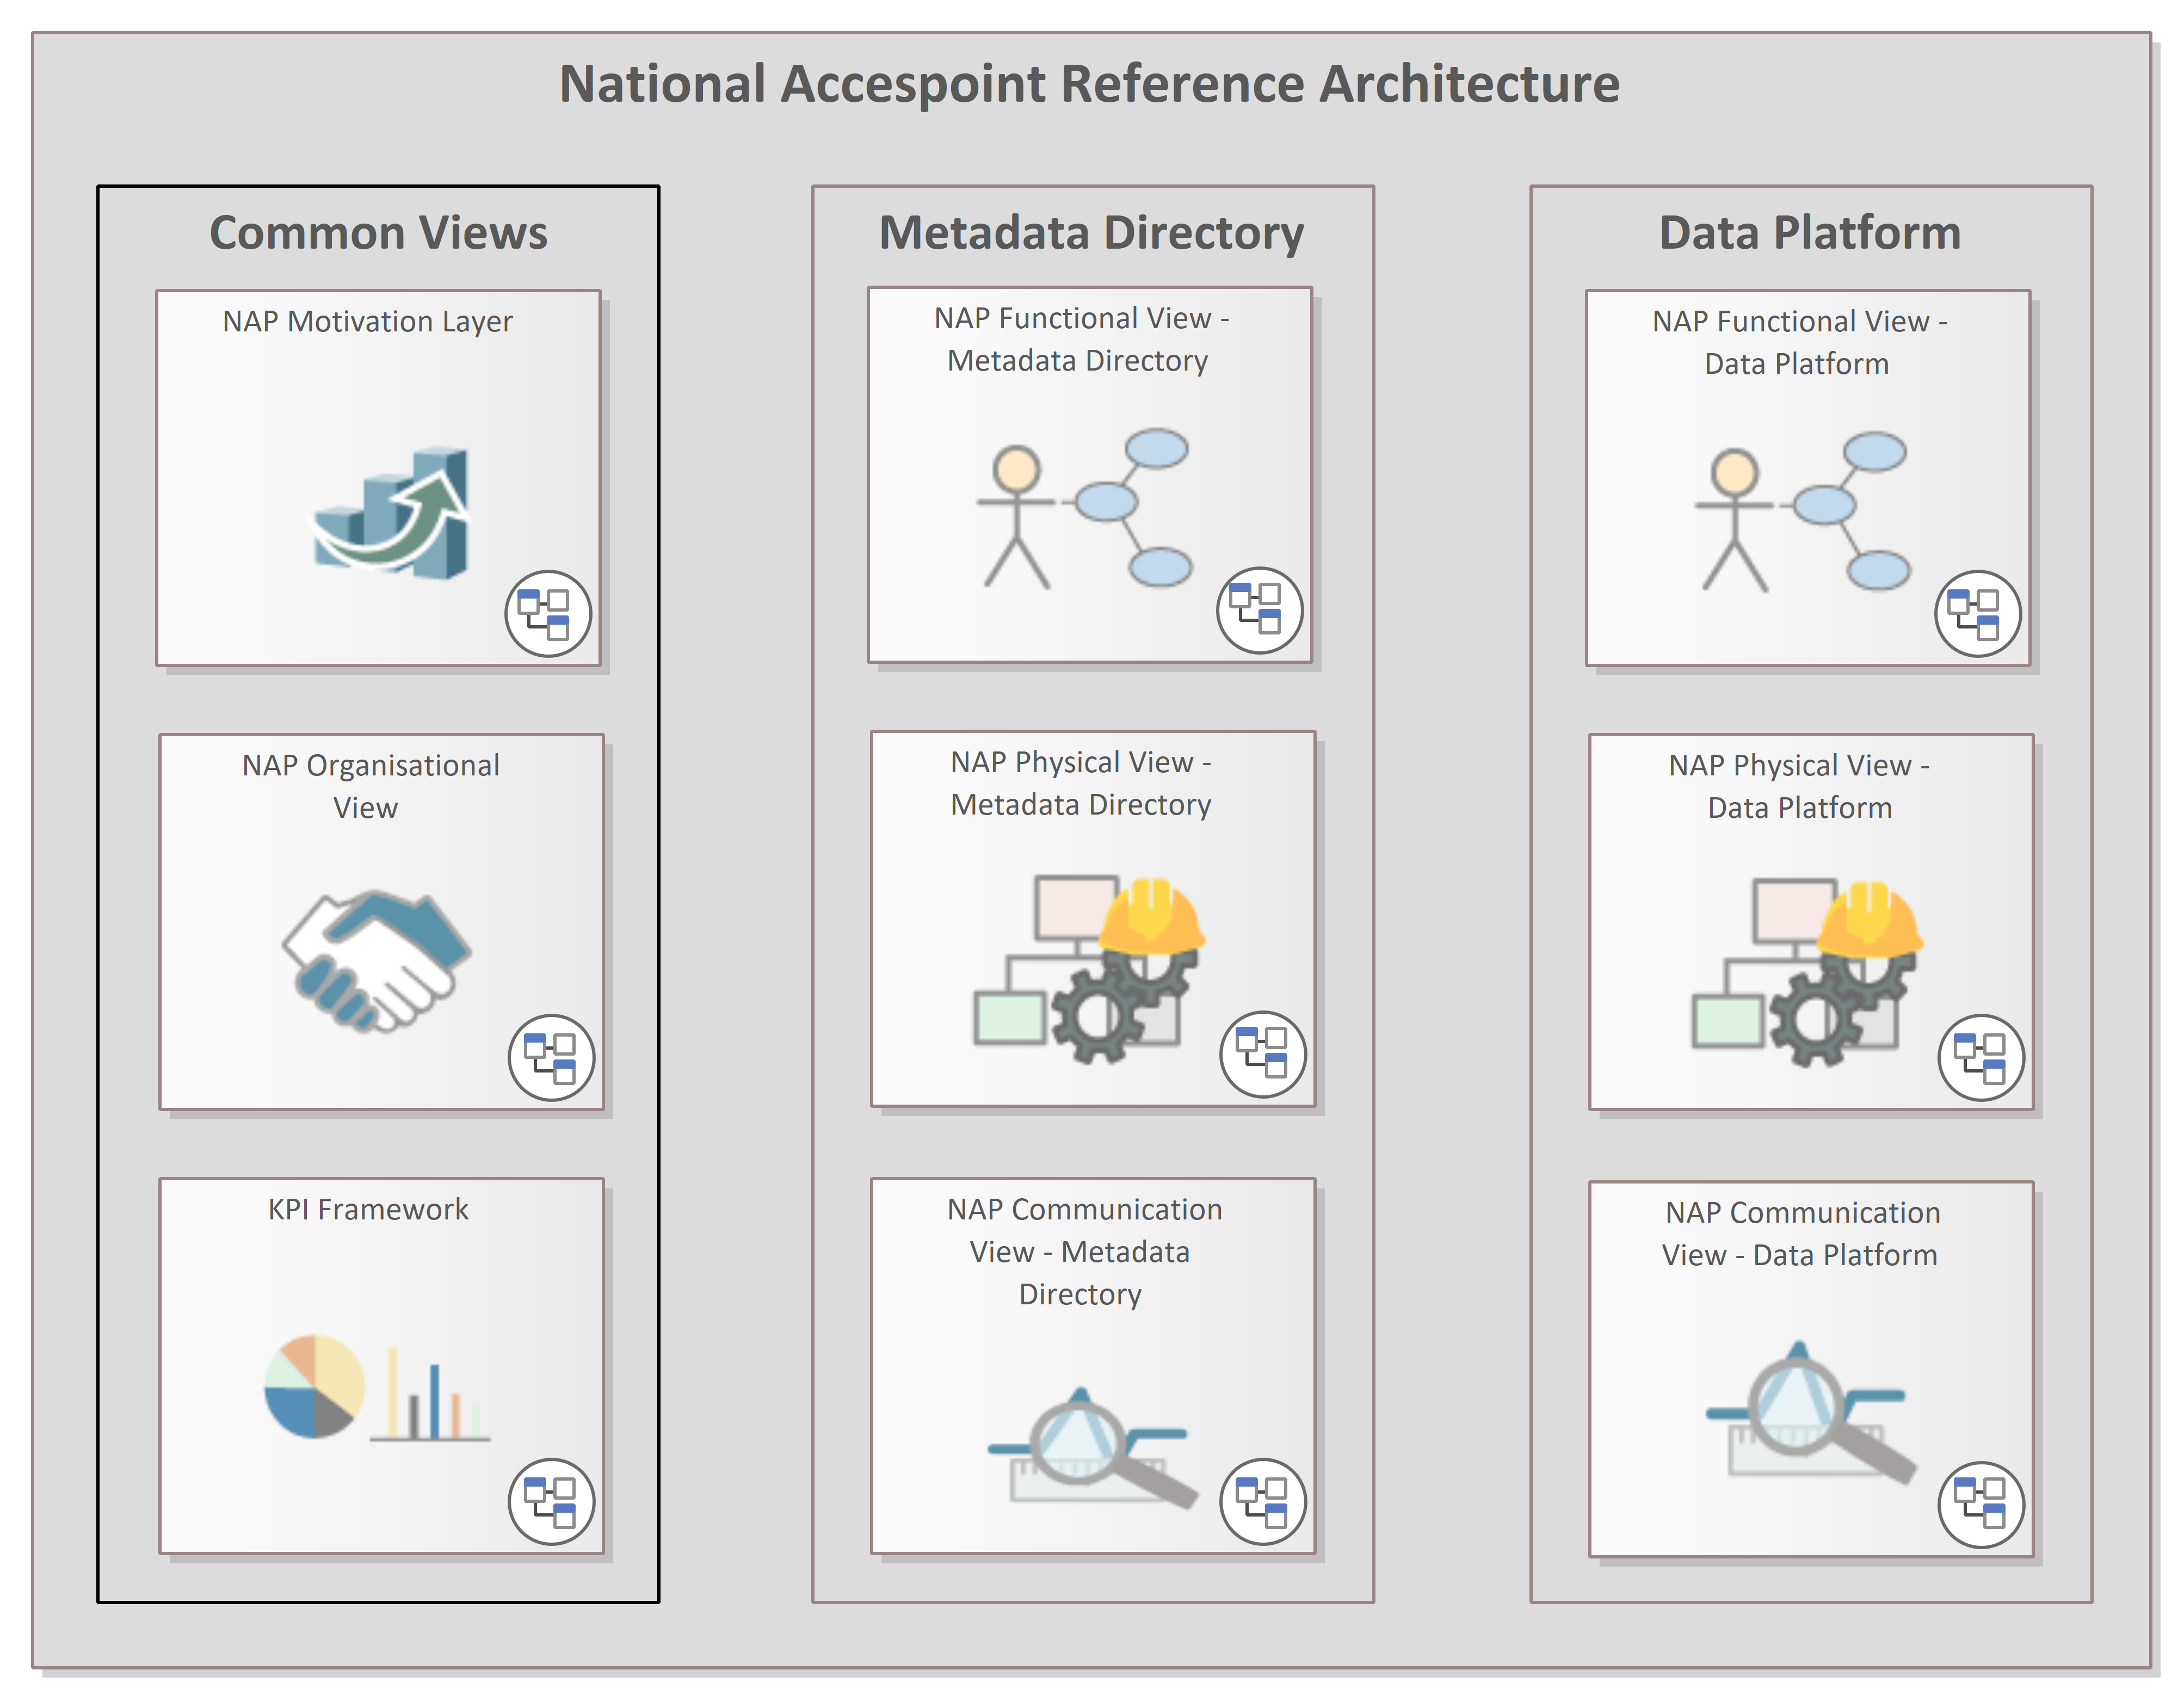 National Accespoint Reference Architecture
Common Views
NAP Motivation Layer
NAP Organisational
View
KPI Framework
Metadata Directory
NAP Functional View -
Metadata Directory
NAP Physical View -
Metadata Directory
NAP Communication
View - Metadata
Directory
Data Platform
NAP Functional View -
Data Platform
NAP Physical View -
Data Platform
NAP Communication
View - Data Platform